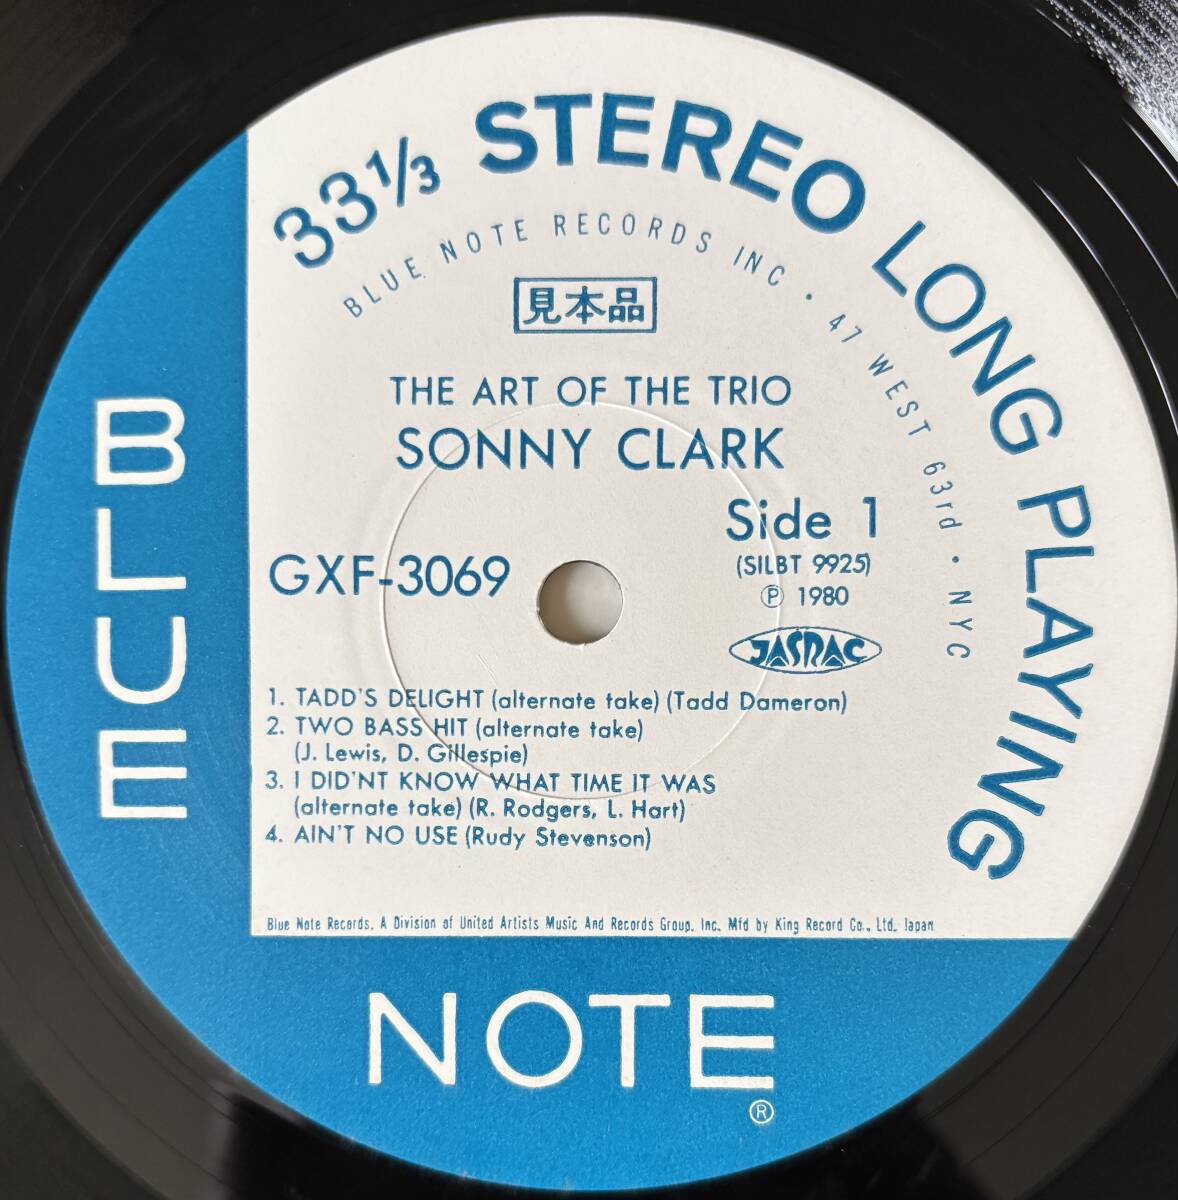 33 1/3 STEREO LONG PLAYING
BLUE NOTE RECORDS INC · 47 WEST 63rd · NYC
見本品
THE ART OF THE TRIO
SONNY CLARK
Side 1
(SILBT 9925)
GXF-3069
Ⓟ 1980
JASRAC
1. TADD'S DELIGHT (alternate take) (Tadd Dameron)
2. TWO BASS HIT (alternate take)
(J. Lewis, D. Gillespie)
3. I DID'NT KNOW WHAT TIME IT WAS
(alternate take) (R. Rodgers, L. Hart)
4. AIN'T NO USE (Rudy Stevenson)
Blue Note Records. A Division of United Artists Music And Records Group. Inc. Mfd by King Record Co., Ltd. Japan
BLUE
NOTE
®